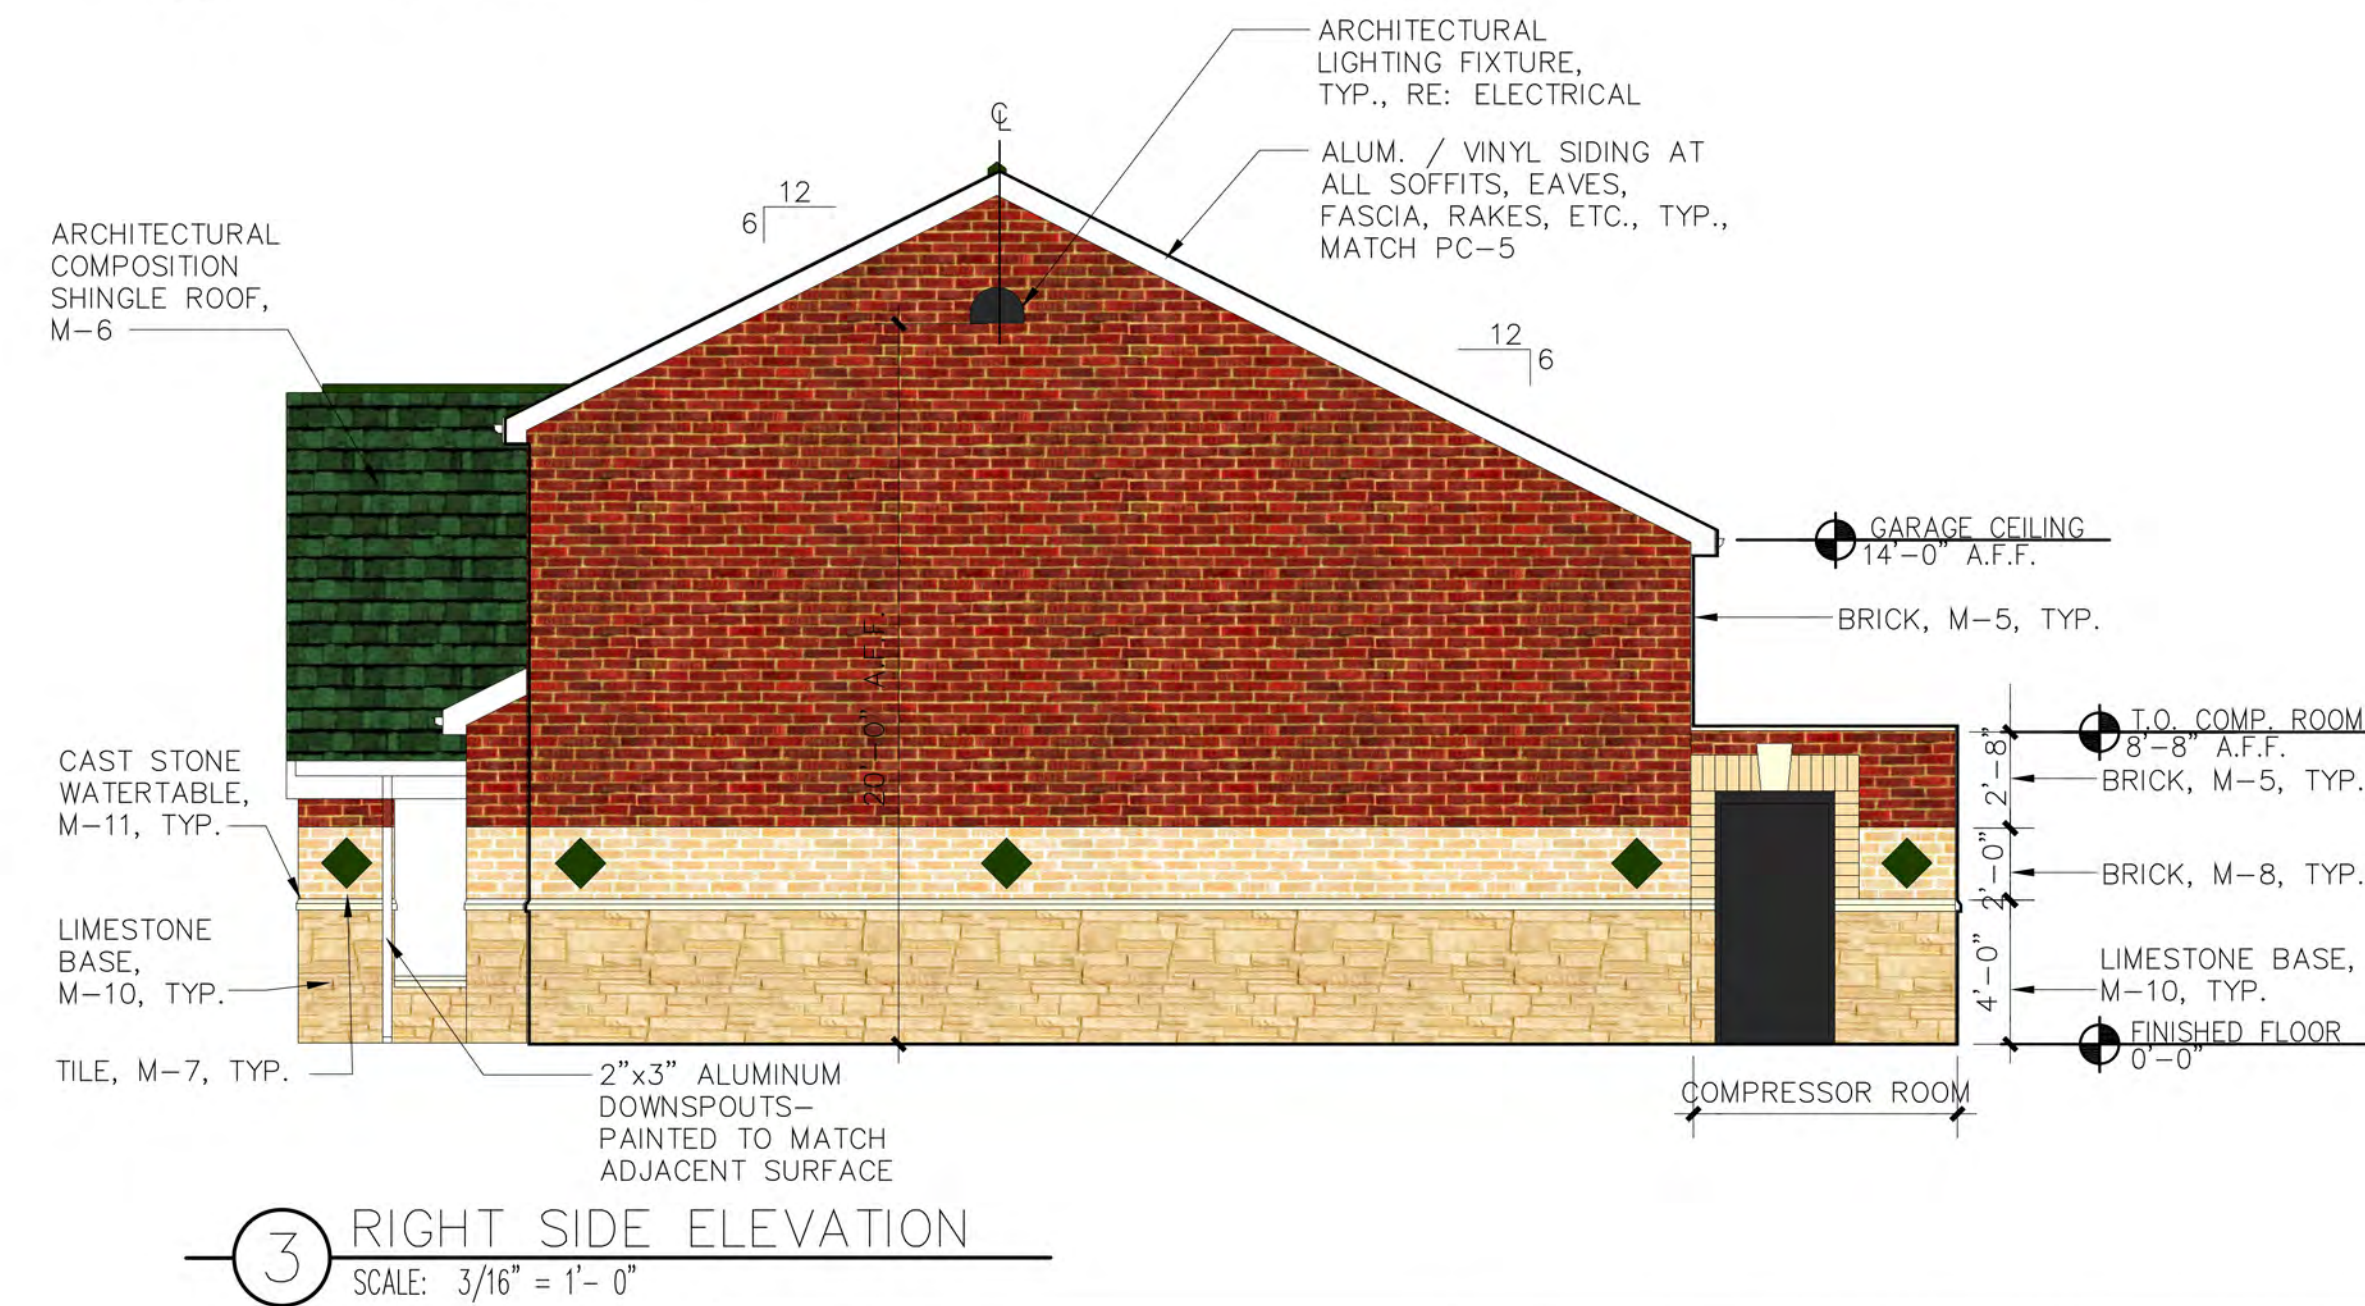 ARCHITECTURAL
LIGHTING FIXTURE,
TYP., RE: ELECTRICAL
ALUM. / VINYL SIDING AT
ALL SOFFITS, EAVES,
FASCIA, RAKES, ETC., TYP.,
MATCH PC-5
℄
12
6
12
6
ARCHITECTURAL
COMPOSITION
SHINGLE ROOF,
M-6
GARAGE CEILING
14'-0" A.F.F.
BRICK, M-5, TYP.
20'-0" A.F.F.
T.O. COMP. ROOM
8'-8" A.F.F.
2'-8"
BRICK, M-5, TYP.
2'-0"
BRICK, M-8, TYP.
4'-0"
LIMESTONE BASE,
M-10, TYP.
FINISHED FLOOR
0'-0"
CAST STONE
WATERTABLE,
M-11, TYP.
LIMESTONE
BASE,
M-10, TYP.
TILE, M-7, TYP.
2"x3" ALUMINUM
DOWNSPOUTS-
PAINTED TO MATCH
ADJACENT SURFACE
COMPRESSOR ROOM
3
RIGHT SIDE ELEVATION
SCALE: 3/16" = 1'- 0"